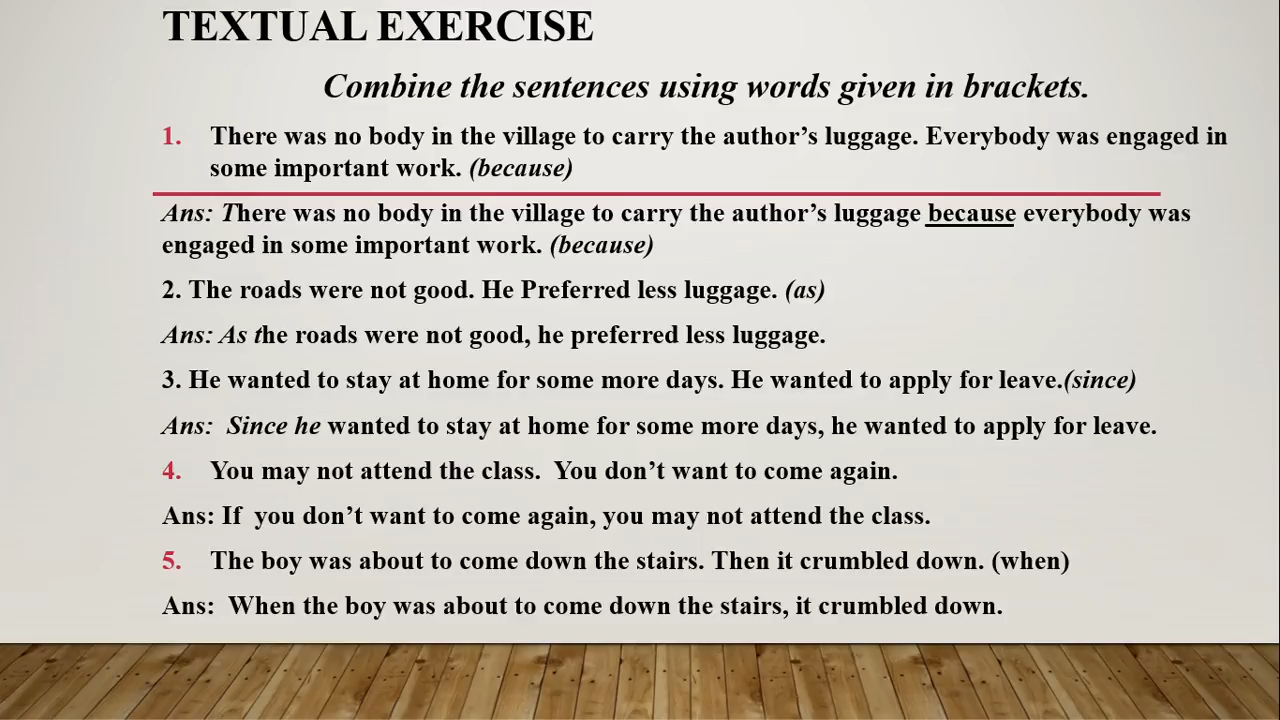 TEXTUAL EXERCISE
Combine the sentences using words given in brackets.
1. There was no body in the village to carry the author’s luggage. Everybody was engaged in
some important work. (because)
Ans: There was no body in the village to carry the author’s luggage because everybody was
engaged in some important work. (because)
2. The roads were not good. He Preferred less luggage. (as)
Ans: As the roads were not good, he preferred less luggage.
3. He wanted to stay at home for some more days. He wanted to apply for leave.(since)
Ans: Since he wanted to stay at home for some more days, he wanted to apply for leave.
4. You may not attend the class. You don’t want to come again.
Ans: If you don’t want to come again, you may not attend the class.
5. The boy was about to come down the stairs. Then it crumbled down. (when)
Ans: When the boy was about to come down the stairs, it crumbled down.